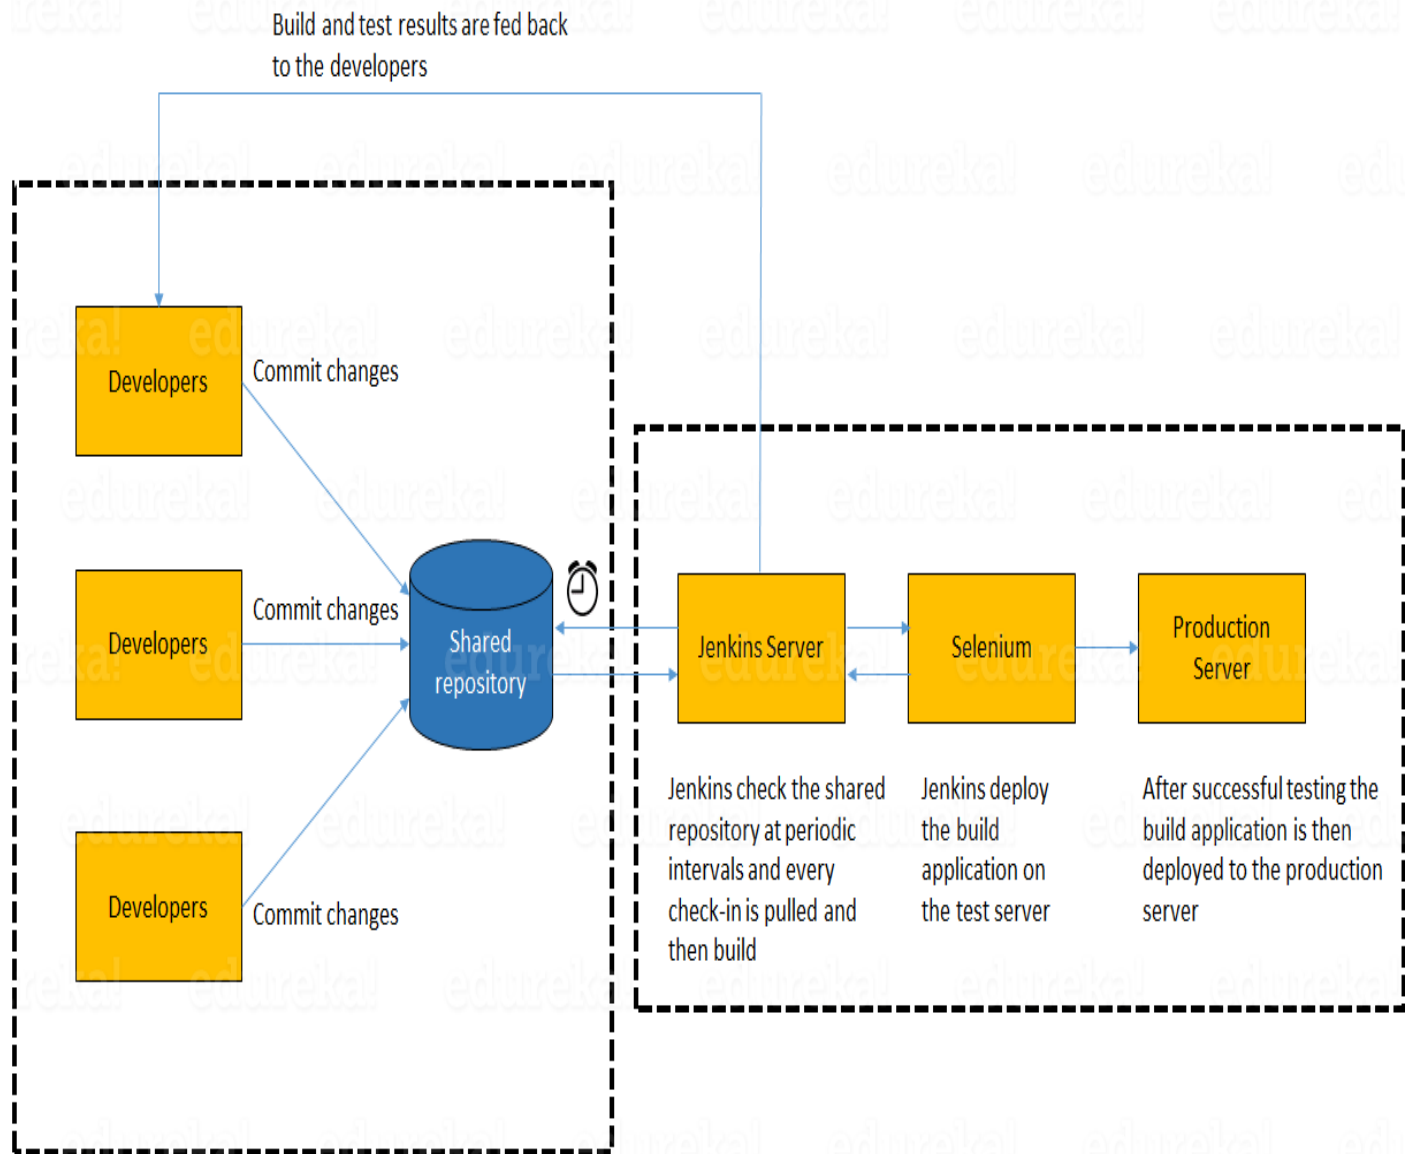 Build and test results are fed back
to the developers
Developers
Commit changes
Developers
Commit changes
Developers
Commit changes
Shared
repository
Jenkins Server
Selenium
Production
Server
Jenkins check the shared
repository at periodic
intervals and every
check-in is pulled and
then build
Jenkins deploy
the build
application on
the test server
After successful testing the
build application is then
deployed to the production
server
edureka!